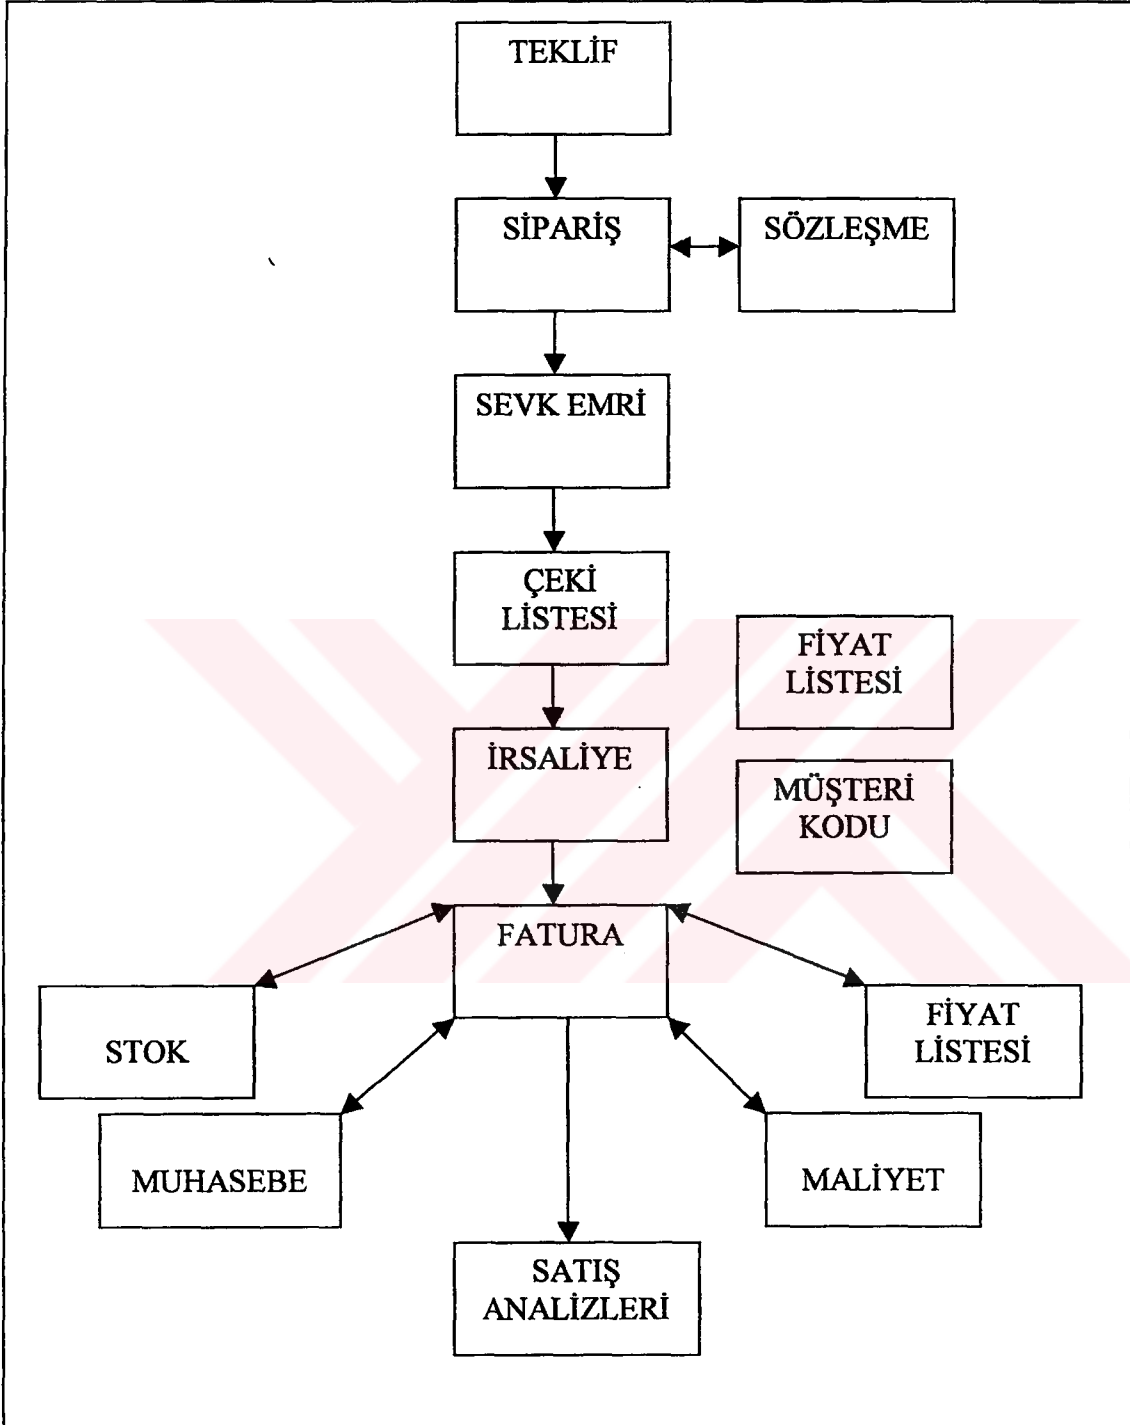 TEKLİF
SİPARİŞ
SÖZLEŞME
SEVK EMRİ
ÇEKİ
LİSTESİ
FİYAT
LİSTESİ
İRSALİYE
MÜŞTERİ
KODU
FATURA
STOK
FİYAT
LİSTESİ
MUHASEBE
MALİYET
SATIŞ
ANALİZLERİ